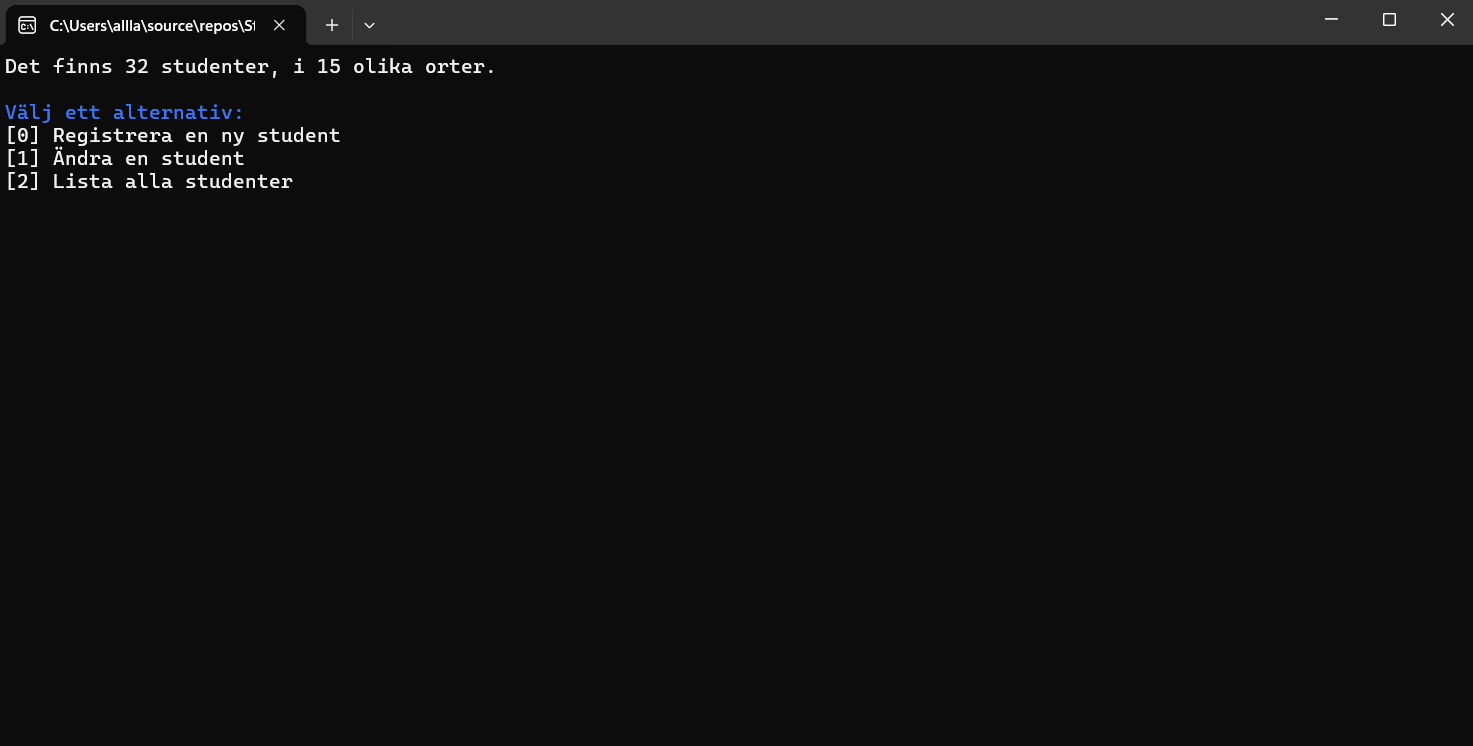 C:\Users\allla\source\repos\St
Det finns 32 studenter, i 15 olika orter.
Välj ett alternativ:
[0] Registrera en ny student
[1] Ändra en student
[2] Lista alla studenter